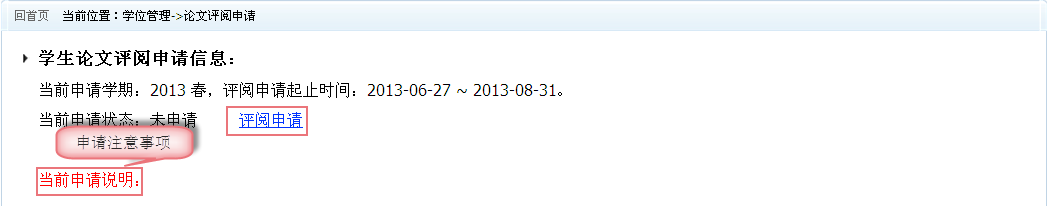 回首页 当前位置：学位管理->论文评阅申请
学生论文评阅申请信息：
当前申请学期：2013 春，评阅申请起止时间：2013-06-27 ~ 2013-08-31。
当前申请状态：未申请 评阅申请
申请注意事项
当前申请说明：